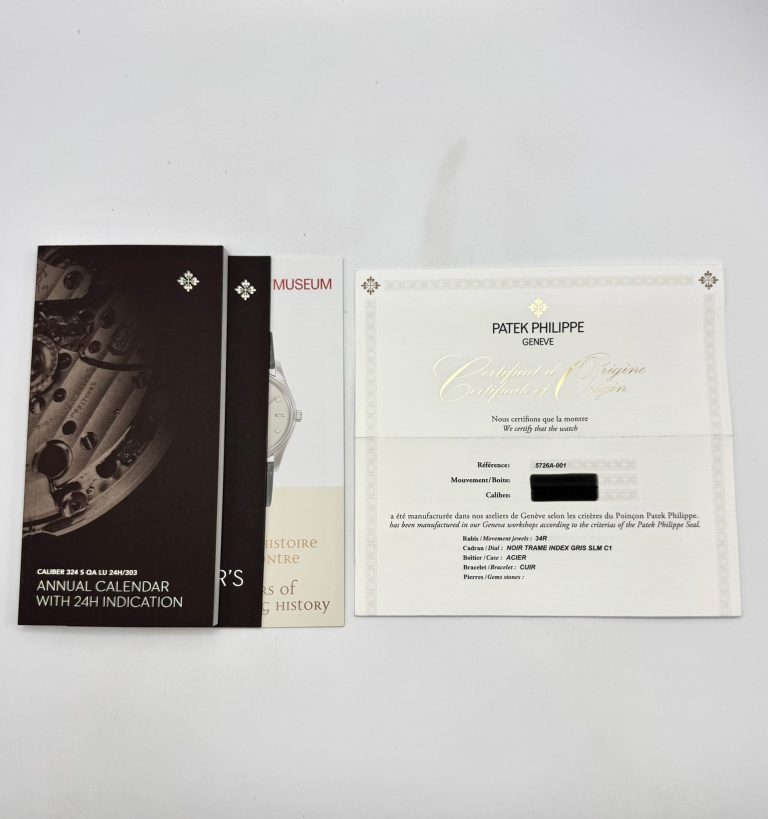 CALIBER 324 S QA LU 24H/303
ANNUAL CALENDAR
WITH 24H INDICATION
R'S
MUSEUM
HISTOIRE
ONTRE
RS OF
G HISTORY
PATEK PHILIPPE
GENEVE
Certificat d'Origine
Certificate of Origin
Nous certifions que la montre
We certify that the watch
Référence: 5726A-001
Mouvement/Boite:
Calibre:
a été manufacturée dans nos ateliers de Genève selon les critères du Poinçon Patek Philippe.
has been manufactured in our Geneva workshops according to the criterias of the Patek Philippe Seal.
Rubis/Movement jewels : 34R
Cadran/Dial : NOIR TRAME INDEX GRIS SLM C1
Boîtier/Case : ACIER
Bracelet/Bracelet : CUIR
Pierres/Gems stones :